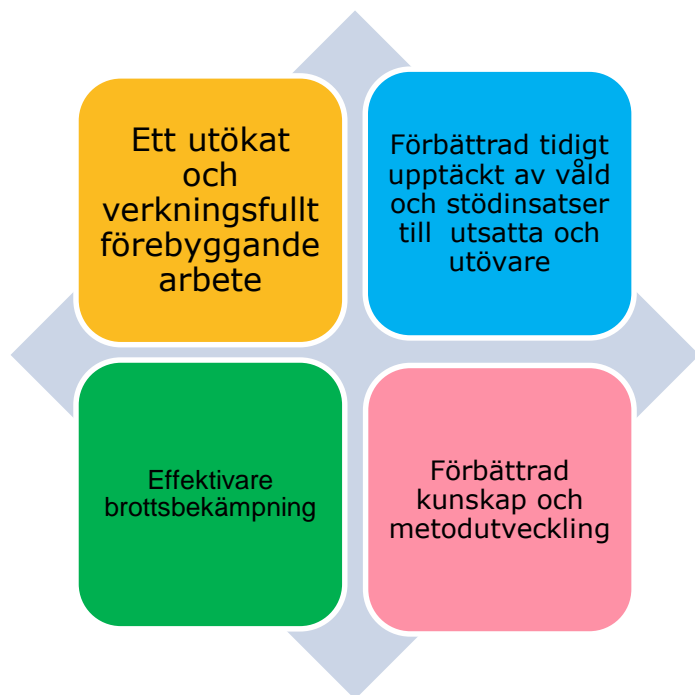 Ett utökat
och
verkningsfullt
förebyggande
arbete
Förbättrad tidigt
upptäckt av våld
och stödinsatser
till utsatta och
utövare
Effektivare
brottsbekämpning
Förbättrad
kunskap och
metodutveckling